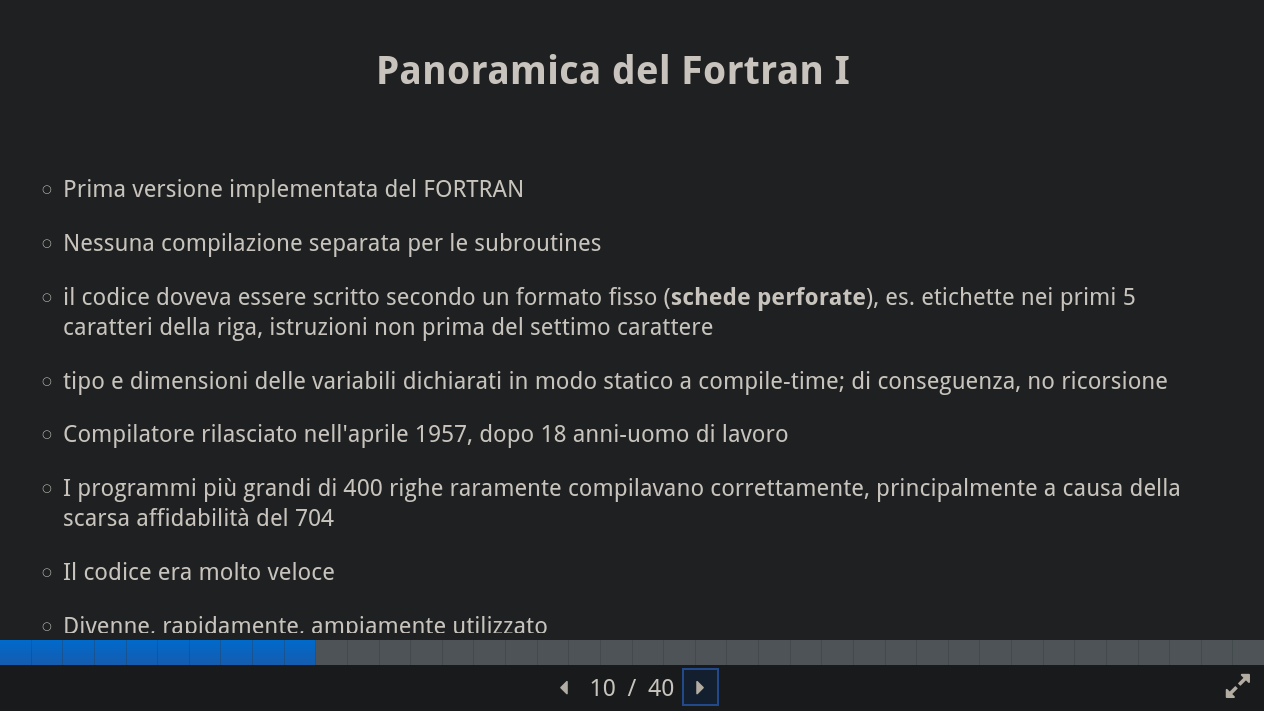 Panoramica del Fortran I
Prima versione implementata del FORTRAN
Nessuna compilazione separata per le subroutines
il codice doveva essere scritto secondo un formato fisso (schede perforate), es. etichette nei primi 5
caratteri della riga, istruzioni non prima del settimo carattere
tipo e dimensioni delle variabili dichiarati in modo statico a compile-time; di conseguenza, no ricorsione
Compilatore rilasciato nell'aprile 1957, dopo 18 anni-uomo di lavoro
I programmi più grandi di 400 righe raramente compilavano correttamente, principalmente a causa della
scarsa affidabilità del 704
Il codice era molto veloce
Divenne, rapidamente, ampiamente utilizzato
10 / 40